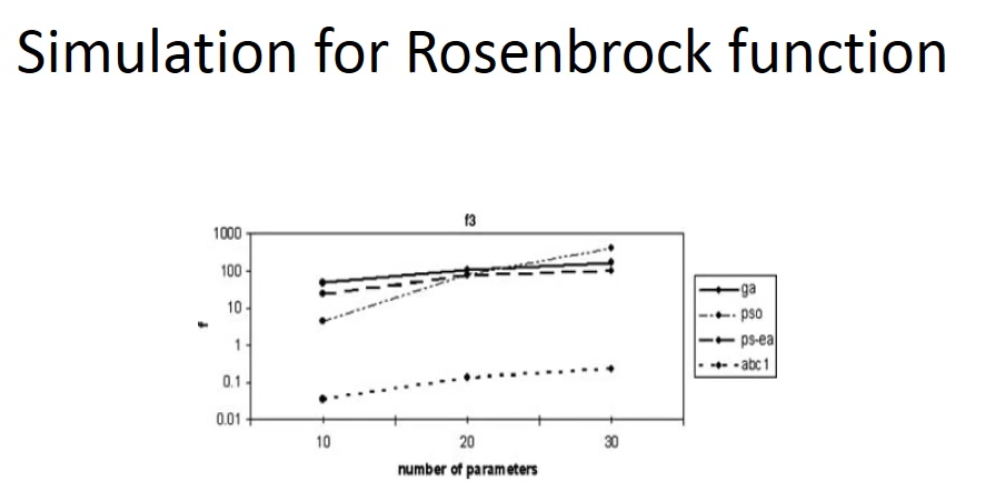 Simulation for Rosenbrock function
f3
1000
100
10
1
0.1
0.01
f
10 20 30
number of parameters
ga
pso
ps-ea
abc1